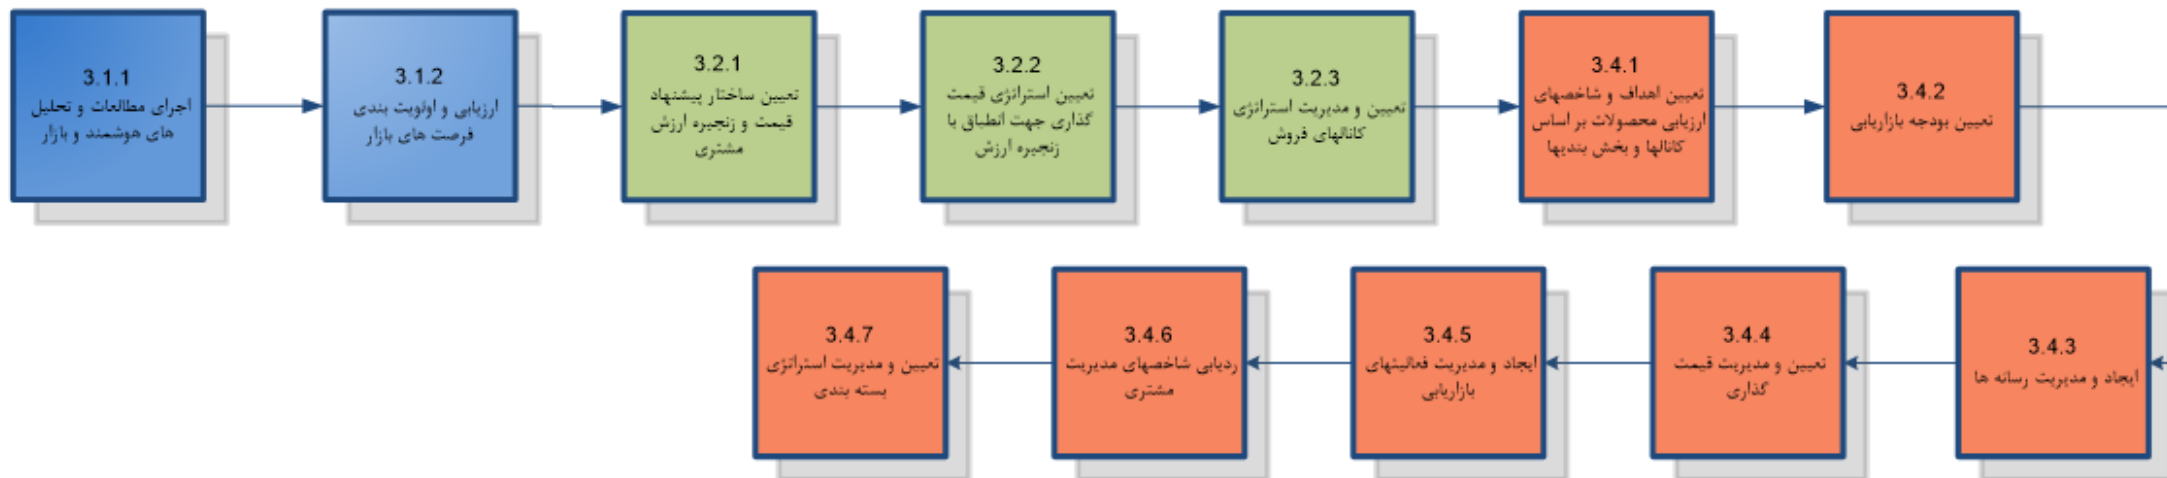 3.1.1
اجرای مطالعات و تحلیل
های هوشمند و بازار
3.1.2
ارزیابی و اولویت بندی
فرصت های بازار
3.2.1
تعیین ساختار پیشنهاد
قیمت و زنجیره ارزش
مشتری
3.2.2
تعیین استراتژی قیمت
گذاری جهت انطباق با
زنجیره ارزش
3.2.3
تعیین و مدیریت استراتژی
کانالهای فروش
3.4.1
تعیین اهداف و شاخصهای
ارزیابی محصولات بر اساس
کانالها و بخش بندیها
3.4.2
تعیین بودجه بازاریابی
3.4.3
ایجاد و مدیریت رسانه ها
3.4.4
تعیین و مدیریت قیمت
گذاری
3.4.5
ایجاد و مدیریت فعالیتهای
بازاریابی
3.4.6
ردیابی شاخصهای مدیریت
مشتری
3.4.7
تعیین و مدیریت استراتژی
بسته بندی